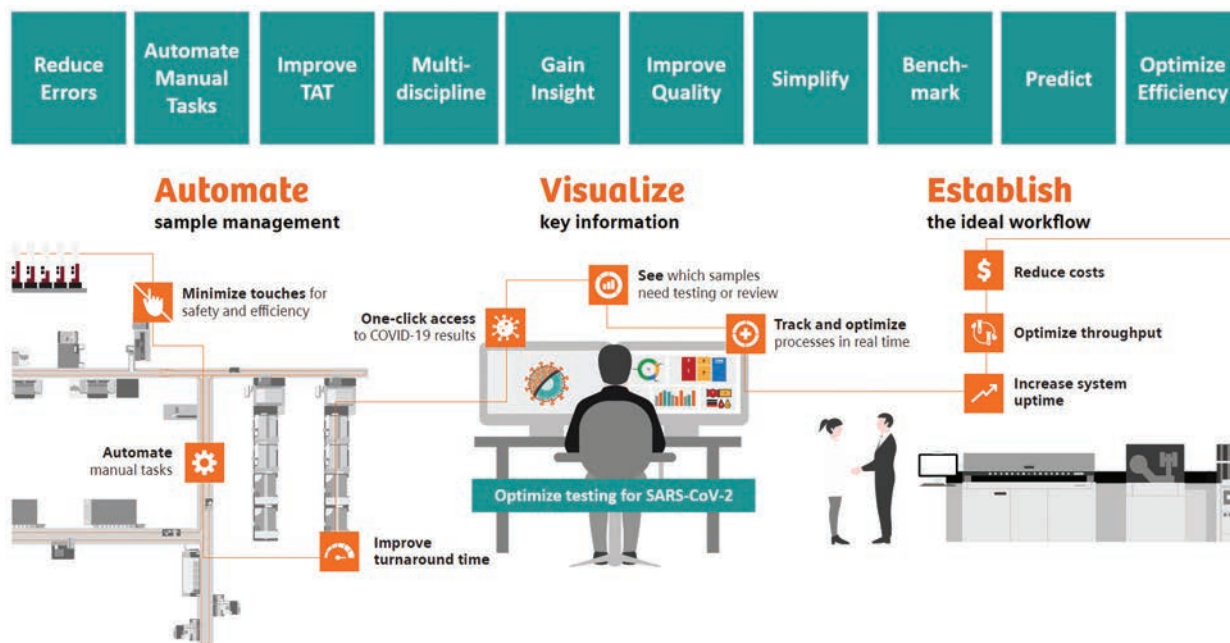 Reduce
Errors
Automate
Manual
Tasks
Improve
TAT
Multi-
discipline
Gain
Insight
Improve
Quality
Simplify
Bench-
mark
Predict
Optimize
Efficiency
Automate
sample management
Minimize touches for
safety and efficiency
Automate
manual tasks
Improve
turnaround time
Visualize
key information
One-click access
to COVID-19 results
See which samples
need testing or review
Track and optimize
processes in real time
Optimize testing for SARS-CoV-2
Establish
the ideal workflow
$
Reduce costs
Optimize throughput
Increase system
uptime